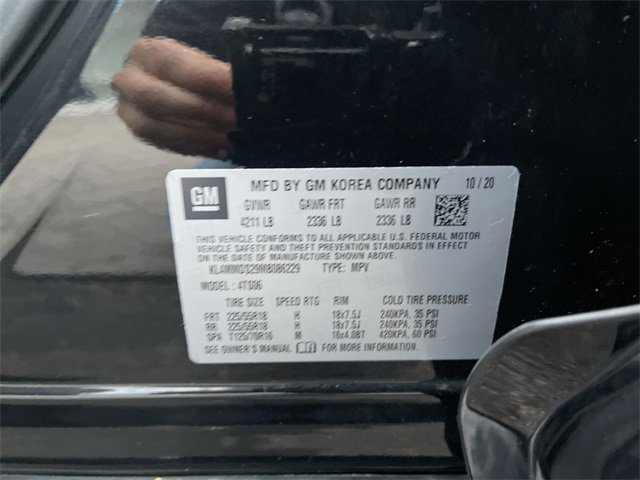 GM
MFD BY GM KOREA COMPANY 10/20
GVWR GAWR FRT GAWR RR
4211 LB 2336 LB 2336 LB
THIS VEHICLE CONFORMS TO ALL APPLICABLE U.S. FEDERAL MOTOR
VEHICLE SAFETY AND THEFT PREVENTION STANDARDS IN EFFECT
ON THE DATE OF MANUFACTURE SHOWN ABOVE.
TYPE: MPV
MODEL: 4TS06
TIRE SIZE SPEED RTG RIM COLD TIRE PRESSURE
FRT 225/55R18 H 18x7.5J 240KPA, 35 PSI
RR 225/55R18 H 18x7.5J 240KPA, 35 PSI
SPA T125/70R16 M 16x4.0BT 420KPA, 60 PSI
SEE OWNER'S MANUAL FOR MORE INFORMATION